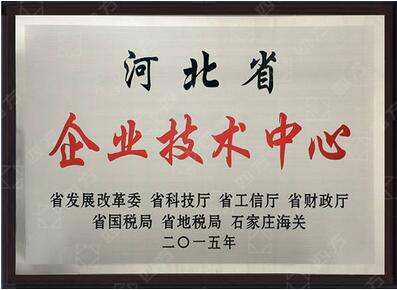 河北省
企业技术中心
省发展改革委 省科技厅 省工信厅 省财政厅
省国税局 省地税局 石家庄海关
二〇一五年